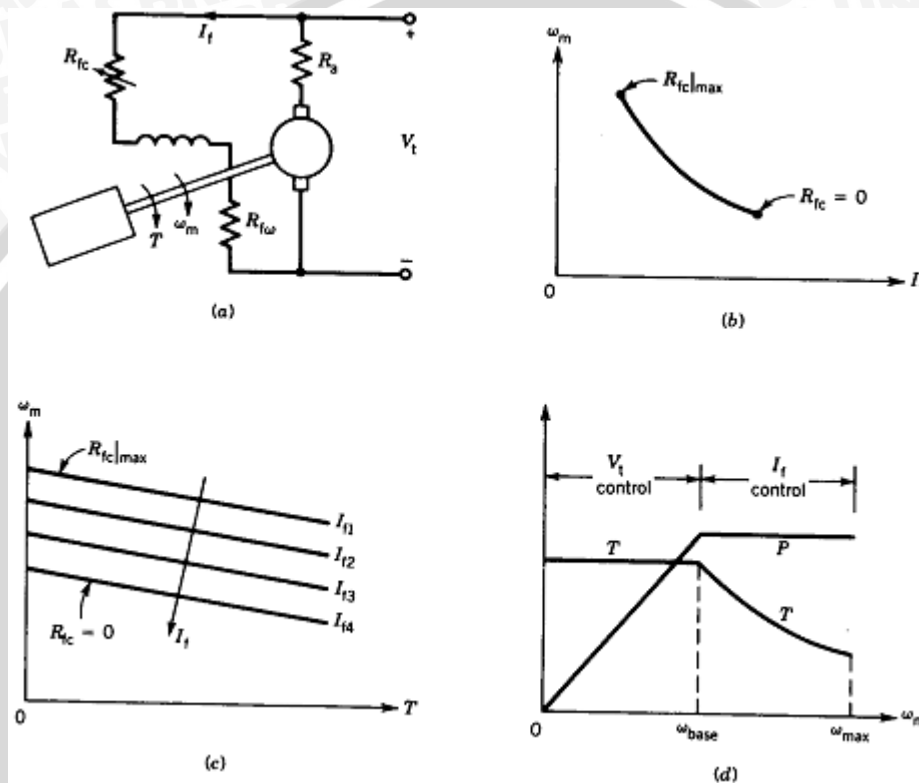 I_f
+
R_fc
R_a
V_t
T
ω_m
R_fω
−
(a)
ω_m
R_fc|max
R_fc = 0
0
I
(b)
ω_m
R_fc|max
I_f1
I_f2
I_f3
I_f4
R_fc = 0
I_f
0
T
(c)
V_t
control
I_f
control
T
P
T
0
ω_base
ω_max
ω_m
(d)